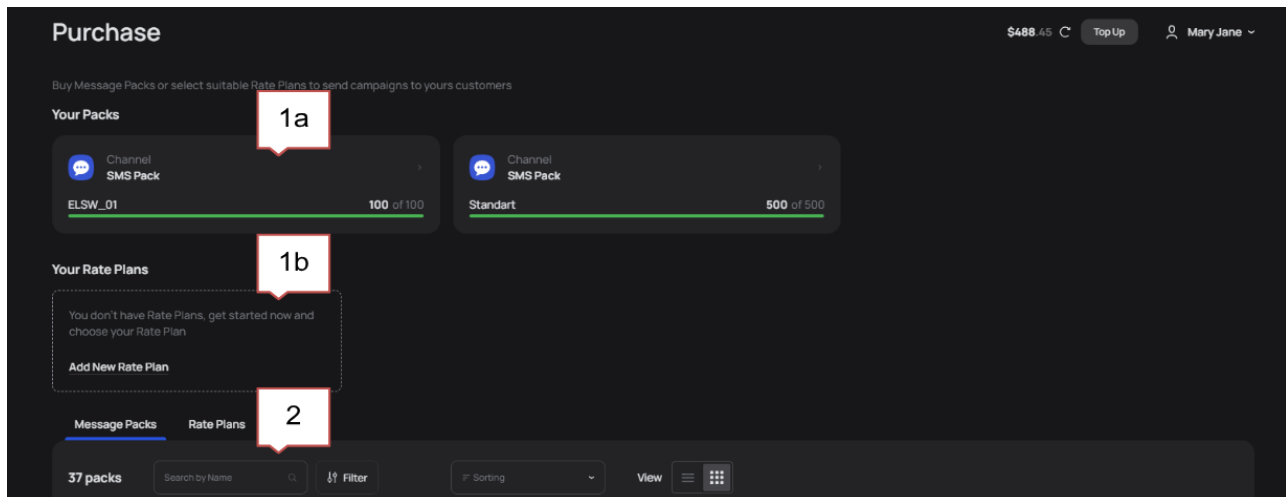 Purchase
$488.45 Top Up Mary Jane
Buy Message Packs or select suitable Rate Plans to send campaigns to yours customers
Your Packs
1a
Channel
SMS Pack
ELSW_01 100 of 100
Channel
SMS Pack
Standart 500 of 500
1b
Your Rate Plans
You don't have Rate Plans, get started now and
choose your Rate Plan
Add New Rate Plan
2
Message Packs Rate Plans
37 packs Search by Name Filter Sorting View